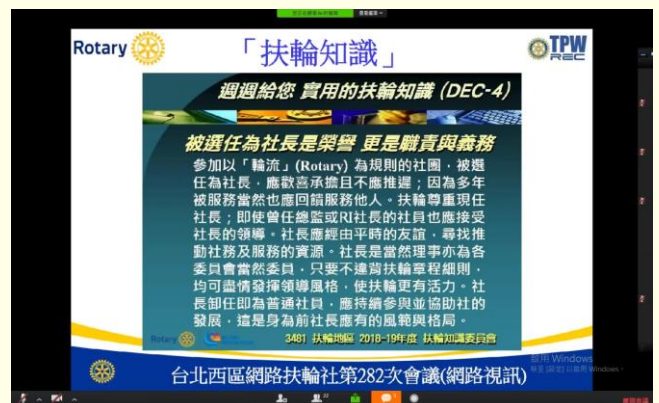 Rotary
「扶輪知識」
TPW
REC
週週給您 實用的扶輪知識 (DEC-4)
被選任為社長是榮譽 更是職責與義務
參加以「輪流」(Rotary) 為規則的社團，被選
任為社長，應歡喜承擔且不應推遲；因為多年
被服務當然也應回饋服務他人。扶輪尊重現任
社長；即使曾任總監或RI社長的社員也應接受
社長的領導。社長應經由平時的友誼，尋找推
動社務及服務的資源。社長是當然理事亦為各
委員會當然委員，只要不違背扶輪章程細則，
均可盡情發揮領導風格，使扶輪更有活力。社
長卸任即為普通社員，應持續參與並協助社的
發展，這是身為前社長應有的風範與格局。
Rotary
3481 扶輪地區 2018-19年度 扶輪知識委員會
啟用 Windows
台北西區網路扶輪社第282次會議(網路視訊)